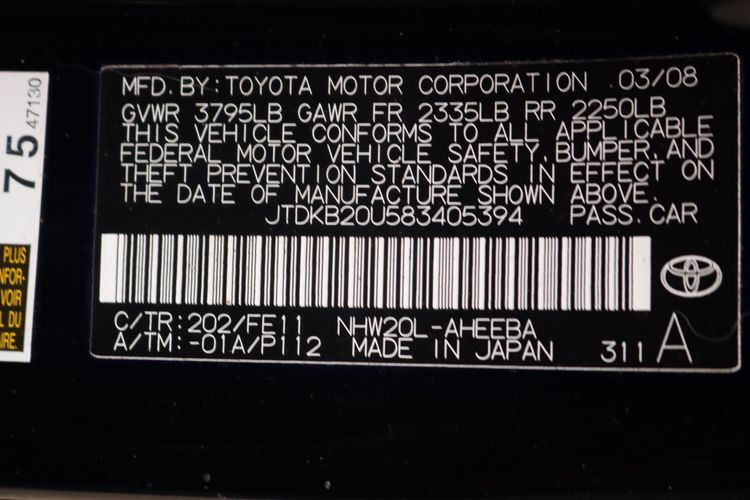 75
47130
PLUS
NFOR-
VOIR
L DU
IRE.
MFD.BY:TOYOTA MOTOR CORPORATION 03/08
GVWR 3795LB GAWR FR 2335LB RR 2250LB
THIS VEHICLE CONFORMS TO ALL APPLICABLE
FEDERAL MOTOR VEHICLE SAFETY,BUMPER,AND
THEFT PREVENTION STANDARDS IN EFFECT ON
THE DATE OF MANUFACTURE SHOWN ABOVE.
JTDKB20U583405394 PASS.CAR
C/TR:202/FE11 NHW20L-AHEEBA
A/TM:-01A/P112 MADE IN JAPAN 311 A